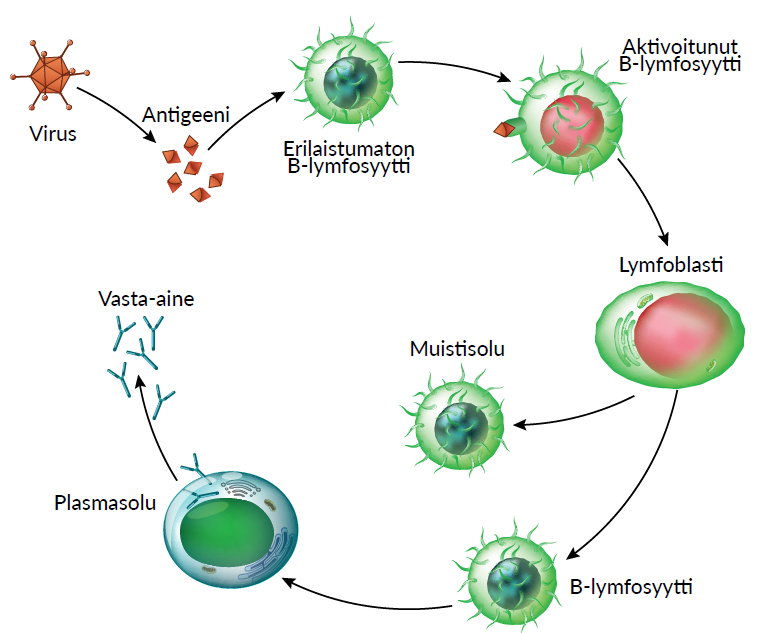 Virus
Antigeeni
Erilaistumaton
B-lymfosyytti
Aktivoitunut
B-lymfosyytti
Lymfoblasti
Muistisolu
B-lymfosyytti
Plasmasolu
Vasta-aine